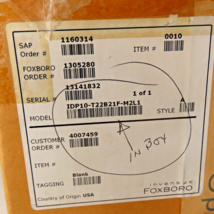 SAP Order # 1160314 ITEM # 0010
FOXBORO ORDER # 1305280
SERIAL # 13141832 1 of 1
MODEL IDP10-T22B21F-M2L1 STYLE
CUSTOMER ORDER # 4007459
IN BOX
ITEM #
TAGGING Blank
invensys
FOXBORO
Country of Origin USA